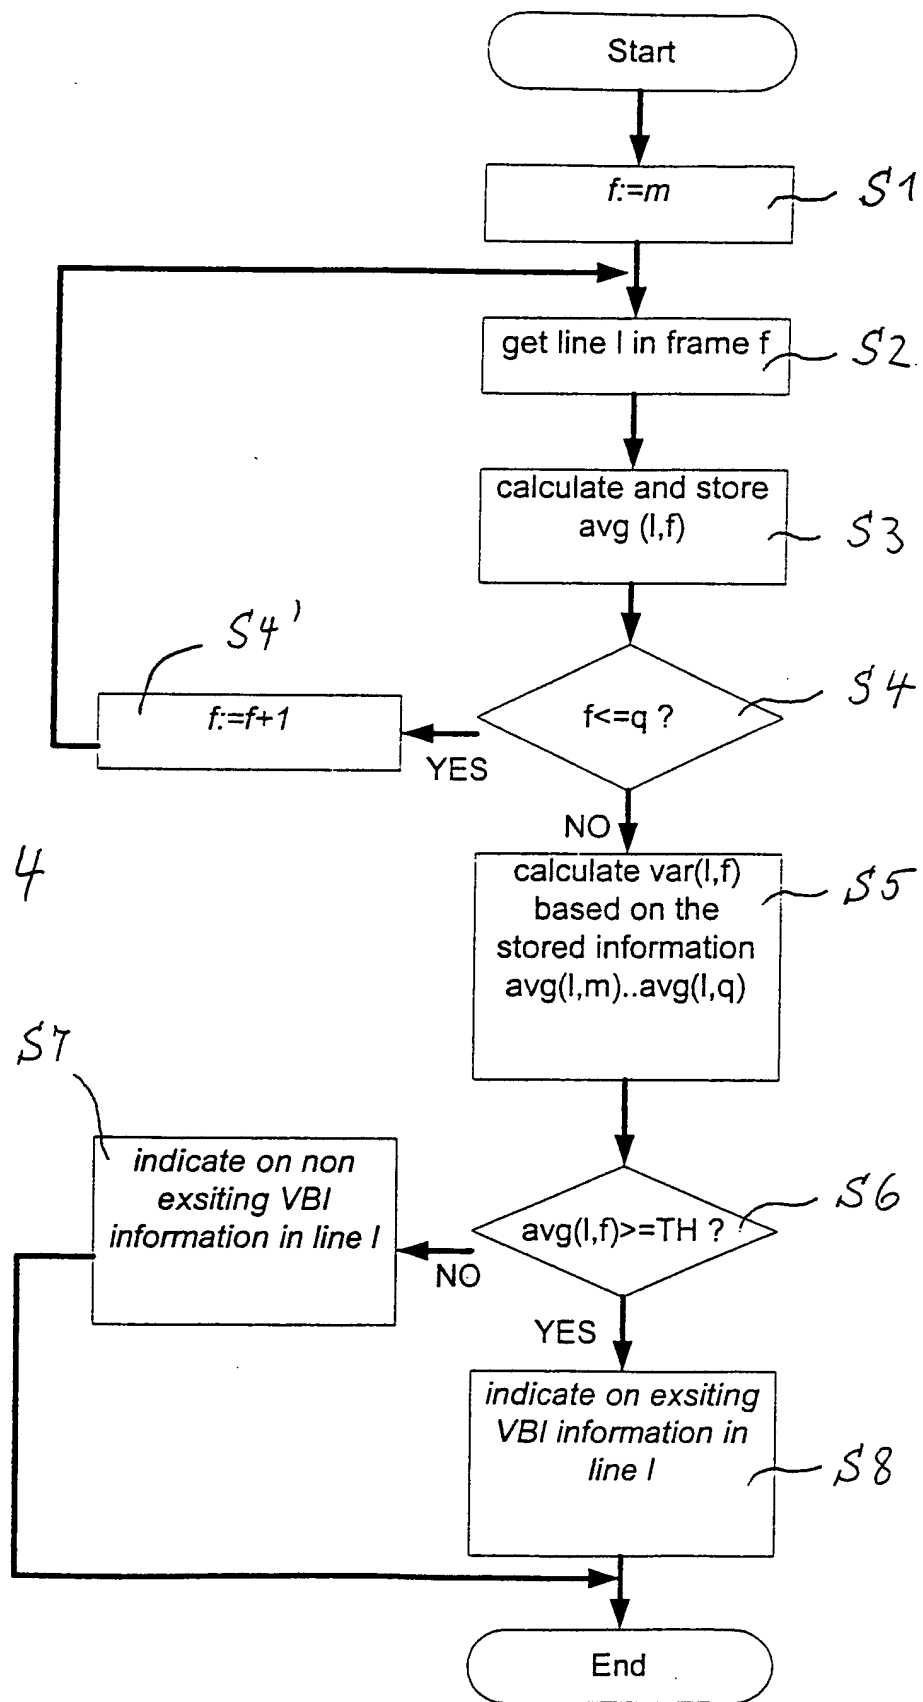 Start
f:=m
S1
get line l in frame f
S2
calculate and store
avg (l,f)
S3
S4'
f:=f+1
f<=q ?
S4
YES
NO
4
calculate var(l,f)
based on the
stored information
avg(l,m)..avg(l,q)
S5
S7
indicate on non
exsiting VBI
information in line l
avg(l,f)>=TH ?
S6
NO
YES
indicate on exsiting
VBI information in
line l
S8
End